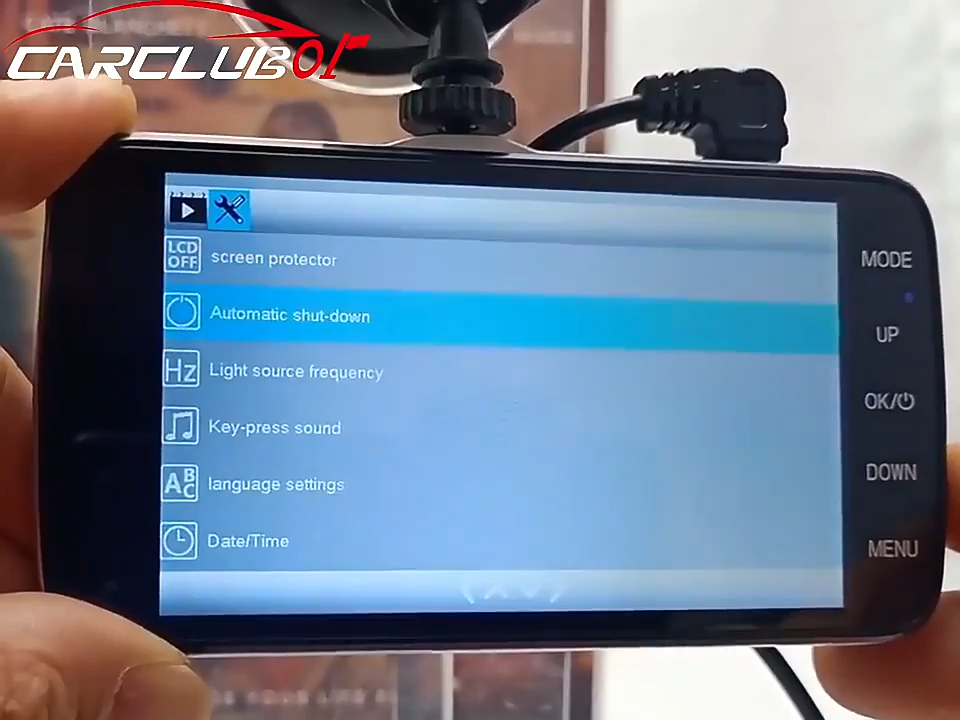 CARCLUB01
LCD OFF screen protector
Automatic shut-down
Hz Light source frequency
Key-press sound
ABC language settings
Date/Time
MODE
UP
OK/
DOWN
MENU